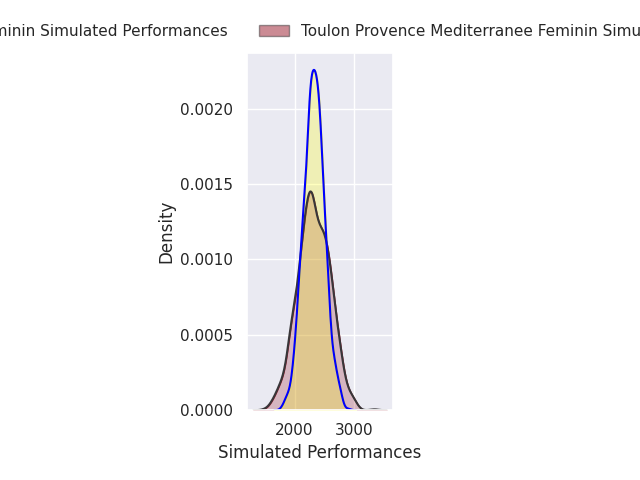 minin Simulated Performances
Toulon Provence Mediterranee Feminin Simu
0.0020
0.0015
0.0010
0.0005
0.0000
Density
2000 3000
Simulated Performances